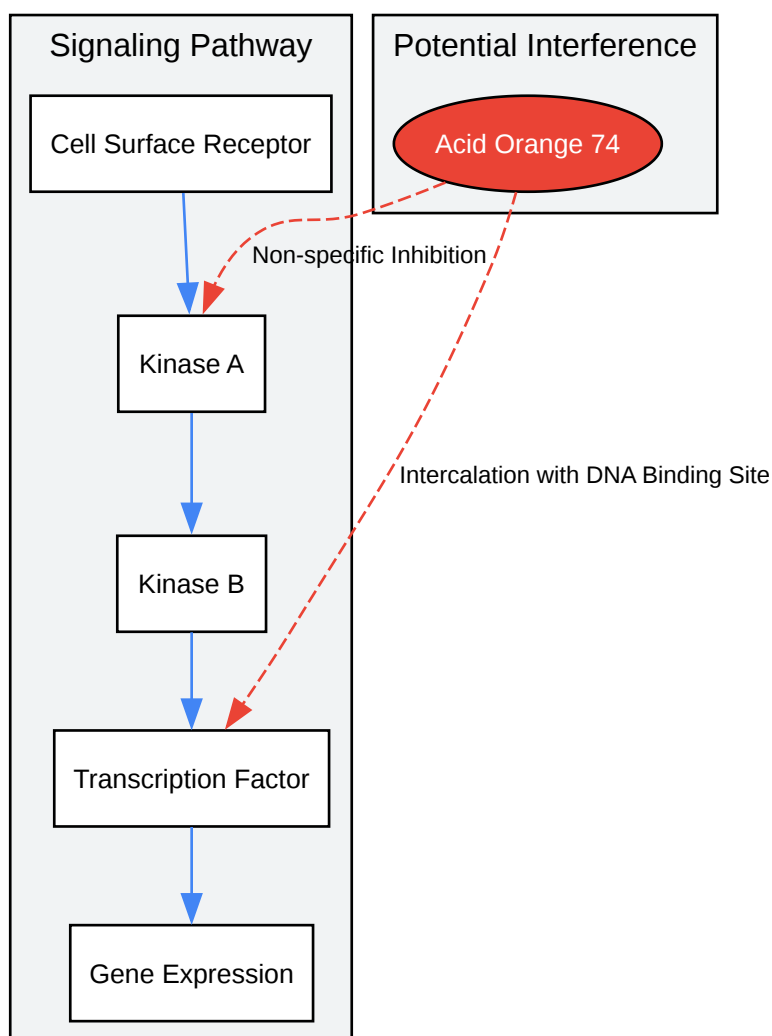 Signaling Pathway
Potential Interference
Cell Surface Receptor
Acid Orange 74
Non-specific Inhibition
Kinase A
Intercalation with DNA Binding Site
Kinase B
Transcription Factor
Gene Expression